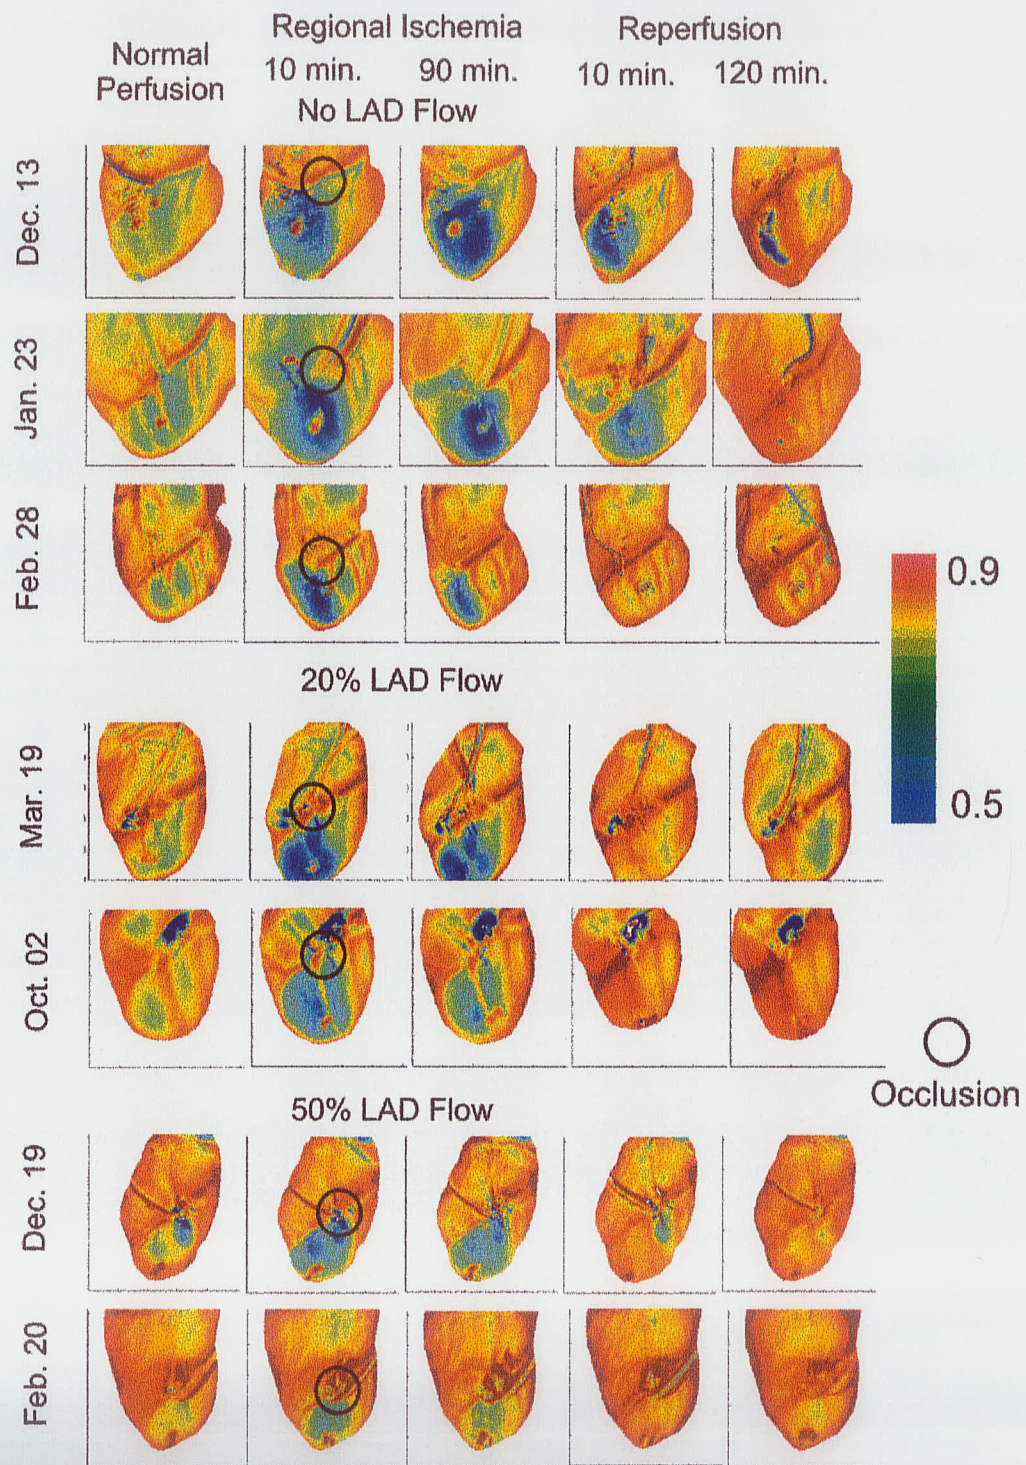 Normal
Perfusion
Regional Ischemia
10 min. 90 min.
Reperfusion
10 min. 120 min.
No LAD Flow
Dec. 13
Jan. 23
Feb. 28
0.9
0.5
20% LAD Flow
Mar. 19
Oct. 02
Occlusion
50% LAD Flow
Dec. 19
Feb. 20